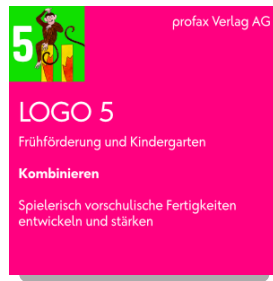 profax Verlag AG
5
LOGO 5
Frühförderung und Kindergarten
Kombinieren
Spielerisch vorschulische Fertigkeiten
entwickeln und stärken